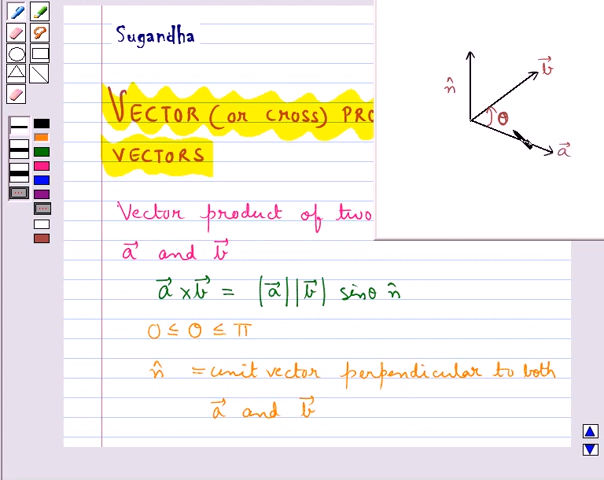 Sugandha
VECTOR (or CROSS) PRO
VECTORS
Vector product of two
a⃗ and b⃗
a⃗ × b⃗ = |a⃗||b⃗| sinθ n̂
0 ≤ θ ≤ π
n̂ = unit vector perpendicular to both
a⃗ and b⃗
n̂
b⃗
θ
a⃗